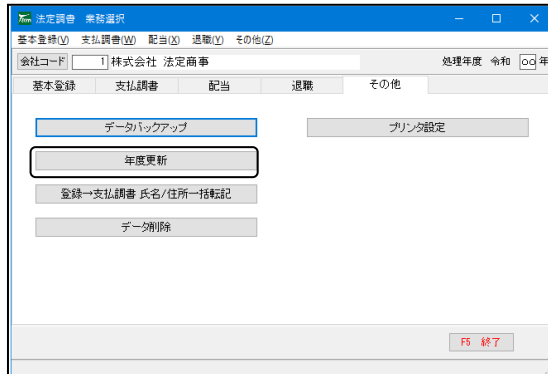 法定調書 業務選択
基本登録(V) 支払調書(W) 配当(X) 退職(Y) その他(Z)
会社コード 1 株式会社 法定商事 処理年度 令和 ○○ 年
基本登録 支払調書 配当 退職 その他
データバックアップ プリンタ設定
年度更新
登録→支払調書 氏名/住所一括転記
データ削除
F5 終了